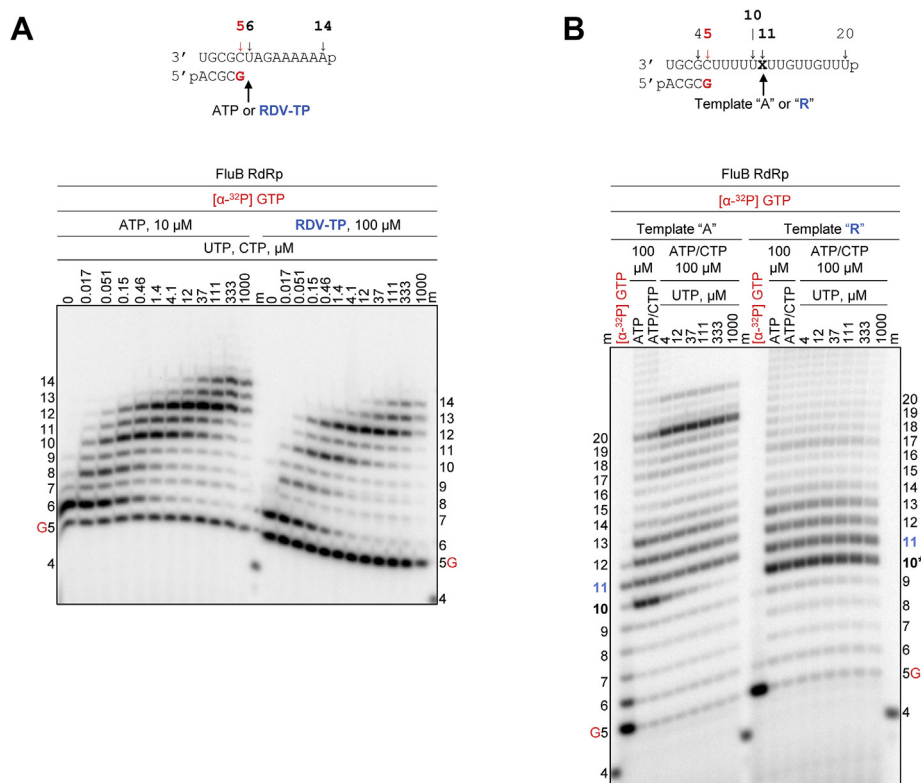 A
5 6 14
3’ UGCGCUAGAAAAAAp
5’pACGCG
ATP or RDV-TP
FluB RdRp
[α-³²P] GTP
ATP, 10 µM RDV-TP, 100 µM
UTP, CTP, µM
0 0.017 0.051 0.15 0.46 1.4 4.1 12 37 111 333 1000 m 0 0.017 0.051 0.15 0.46 1.4 4.1 12 37 111 333 1000 m
14
13
12
11
10
9
8
7
6
G5
4
14
13
12
11
10
9
8
7
6
5G
4
B
10
4 5 11 20
3’ UGCGCUUUUUXUUGUUGUUUp
5’pACGCG
Template “A” or “R”
FluB RdRp
[α-³²P] GTP
Template “A” Template “R”
100 µM ATP/CTP 100 µM 100 µM ATP/CTP 100 µM
UTP, µM UTP, µM
m [α-³²P] GTP ATP ATP/CTP 4 12 37 111 333 1000 m [α-³²P] GTP ATP ATP/CTP 4 12 37 111 333 1000 m
20
19
18
17
16
15
14
13
12
11
10
9
8
7
6
G5
4
20
19
18
17
16
15
14
13
12
11
10*
9
8
7
6
5G
4